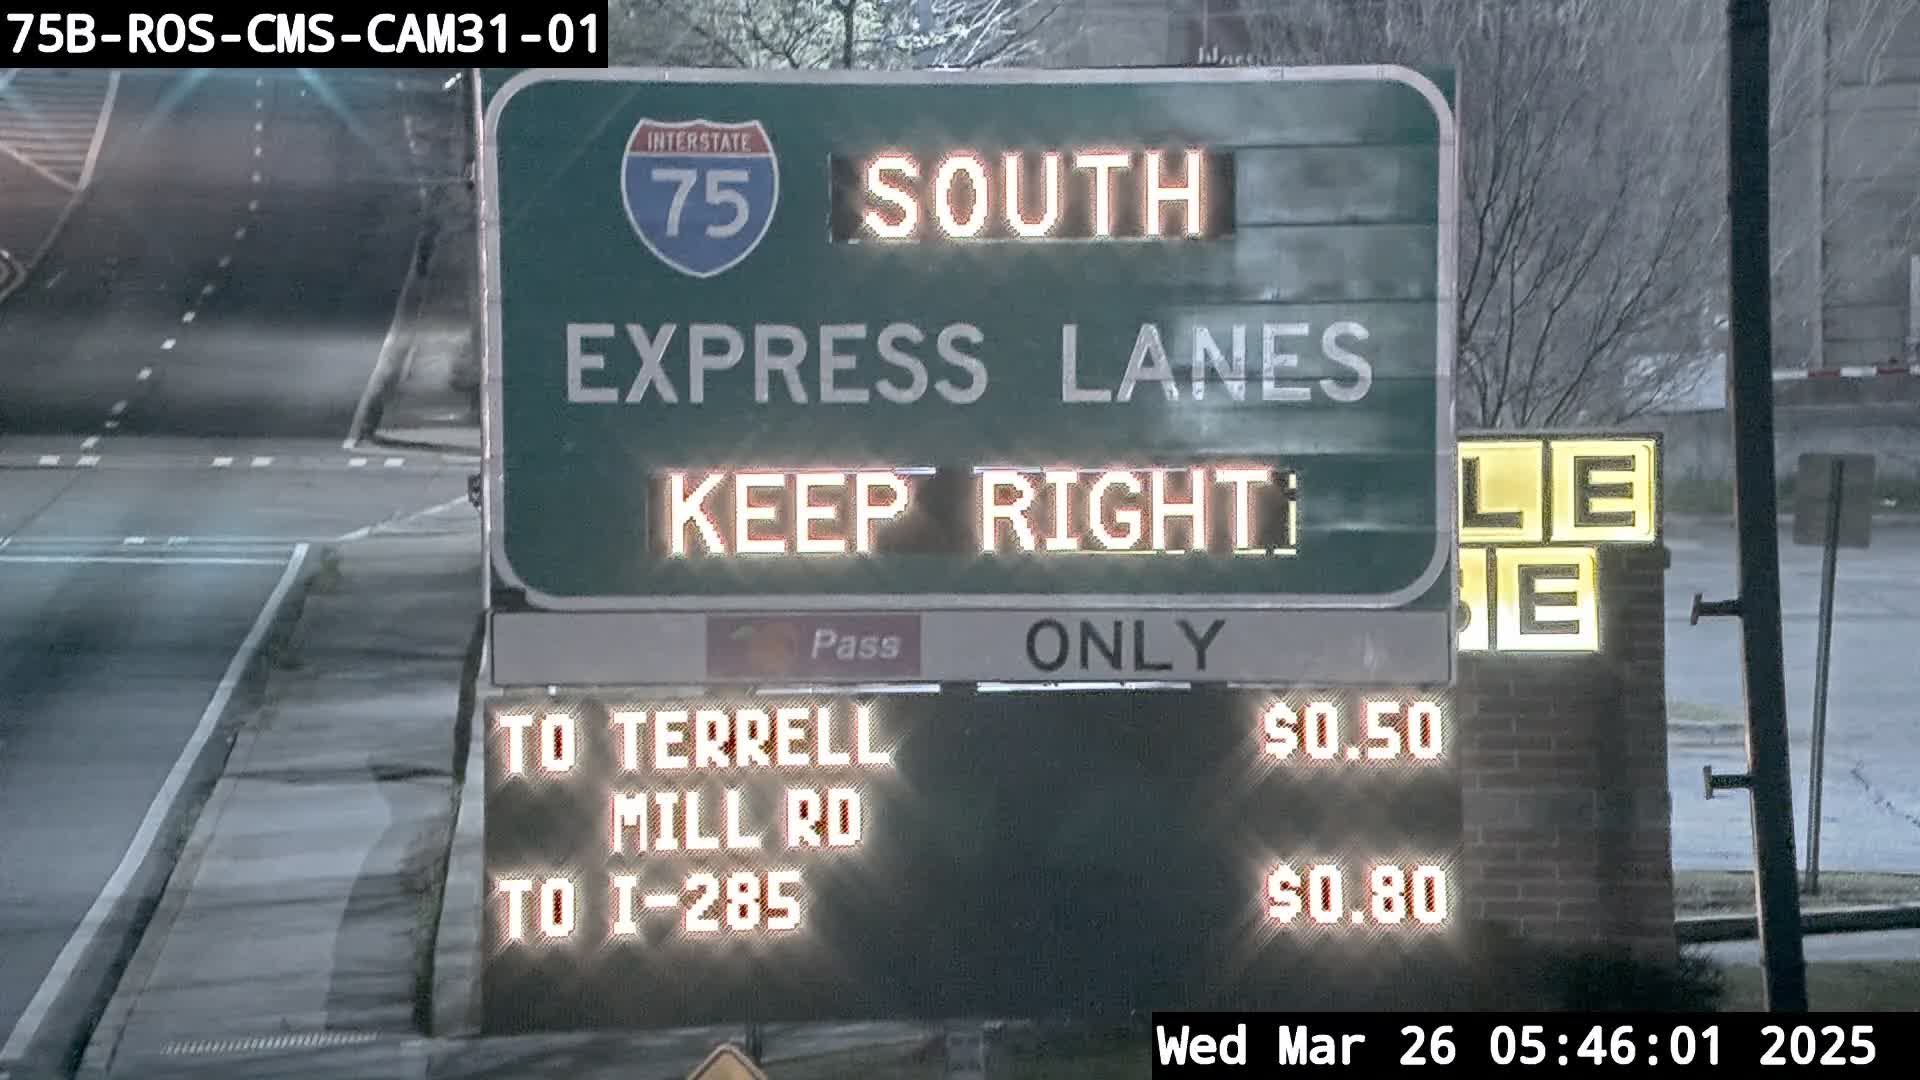 75B-ROS-CMS-CAM31-01
INTERSTATE
75
SOUTH
EXPRESS LANES
KEEP RIGHT
LE
E
Pass
ONLY
TO TERRELL $0.50
MILL RD
TO I-285 $0.80
Wed Mar 26 05:46:01 2025